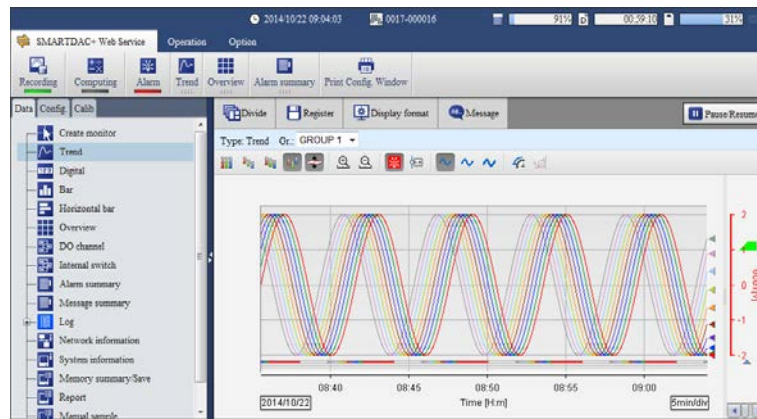 2014/10/22 09:04:03 0017-000016 91% 00:59:10 31%
SMARTDAC+ Web Service Operation Option
Recording Computing Alarm Trend Overview Alarm summary Print Config. Window
Data Config. Calib
Divide Register Display format Message Pause/Resume
Create monitor
Type: Trend Gr.: GROUP 1
Trend
Digital
Bar
Horizontal bar
Overview
DO channel
Internal switch
Alarm summary
Message summary
Log
Network information
System information
Memory summary/Save
Report
Manual sample
2
1
0
-1
-2
08:40 08:45 08:50 08:55 09:00
2014/10/22 Time [H:m] 5min/div